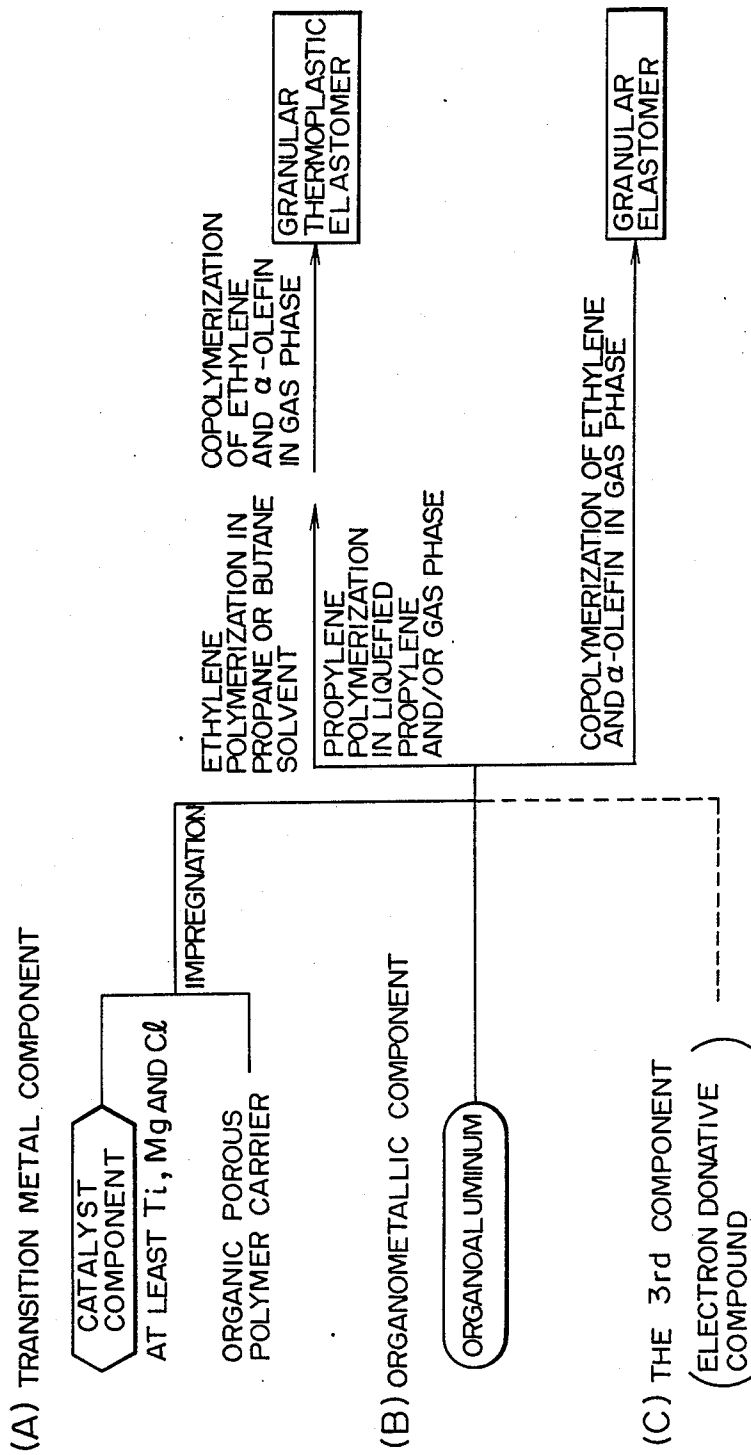 (A) TRANSITION METAL COMPONENT
CATALYST
COMPONENT
AT LEAST Ti, Mg AND Cl
ORGANIC POROUS
POLYMER CARRIER
IMPREGNATION
(B) ORGANOMETALLIC COMPONENT
ORGANOALUMINUM
(C) THE 3rd COMPONENT
(ELECTRON DONATIVE
COMPOUND)
ETHYLENE
POLYMERIZATION IN
PROPANE OR BUTANE
SOLVENT
PROPYLENE
POLYMERIZATION
IN LIQUEFIED
PROPYLENE
AND/OR GAS PHASE
COPOLYMERIZATION
OF ETHYLENE
AND α-OLEFIN
IN GAS PHASE
GRANULAR
THERMOPLASTIC
ELASTOMER
COPOLYMERIZATION OF ETHYLENE
AND α-OLEFIN IN GAS PHASE
GRANULAR
ELASTOMER